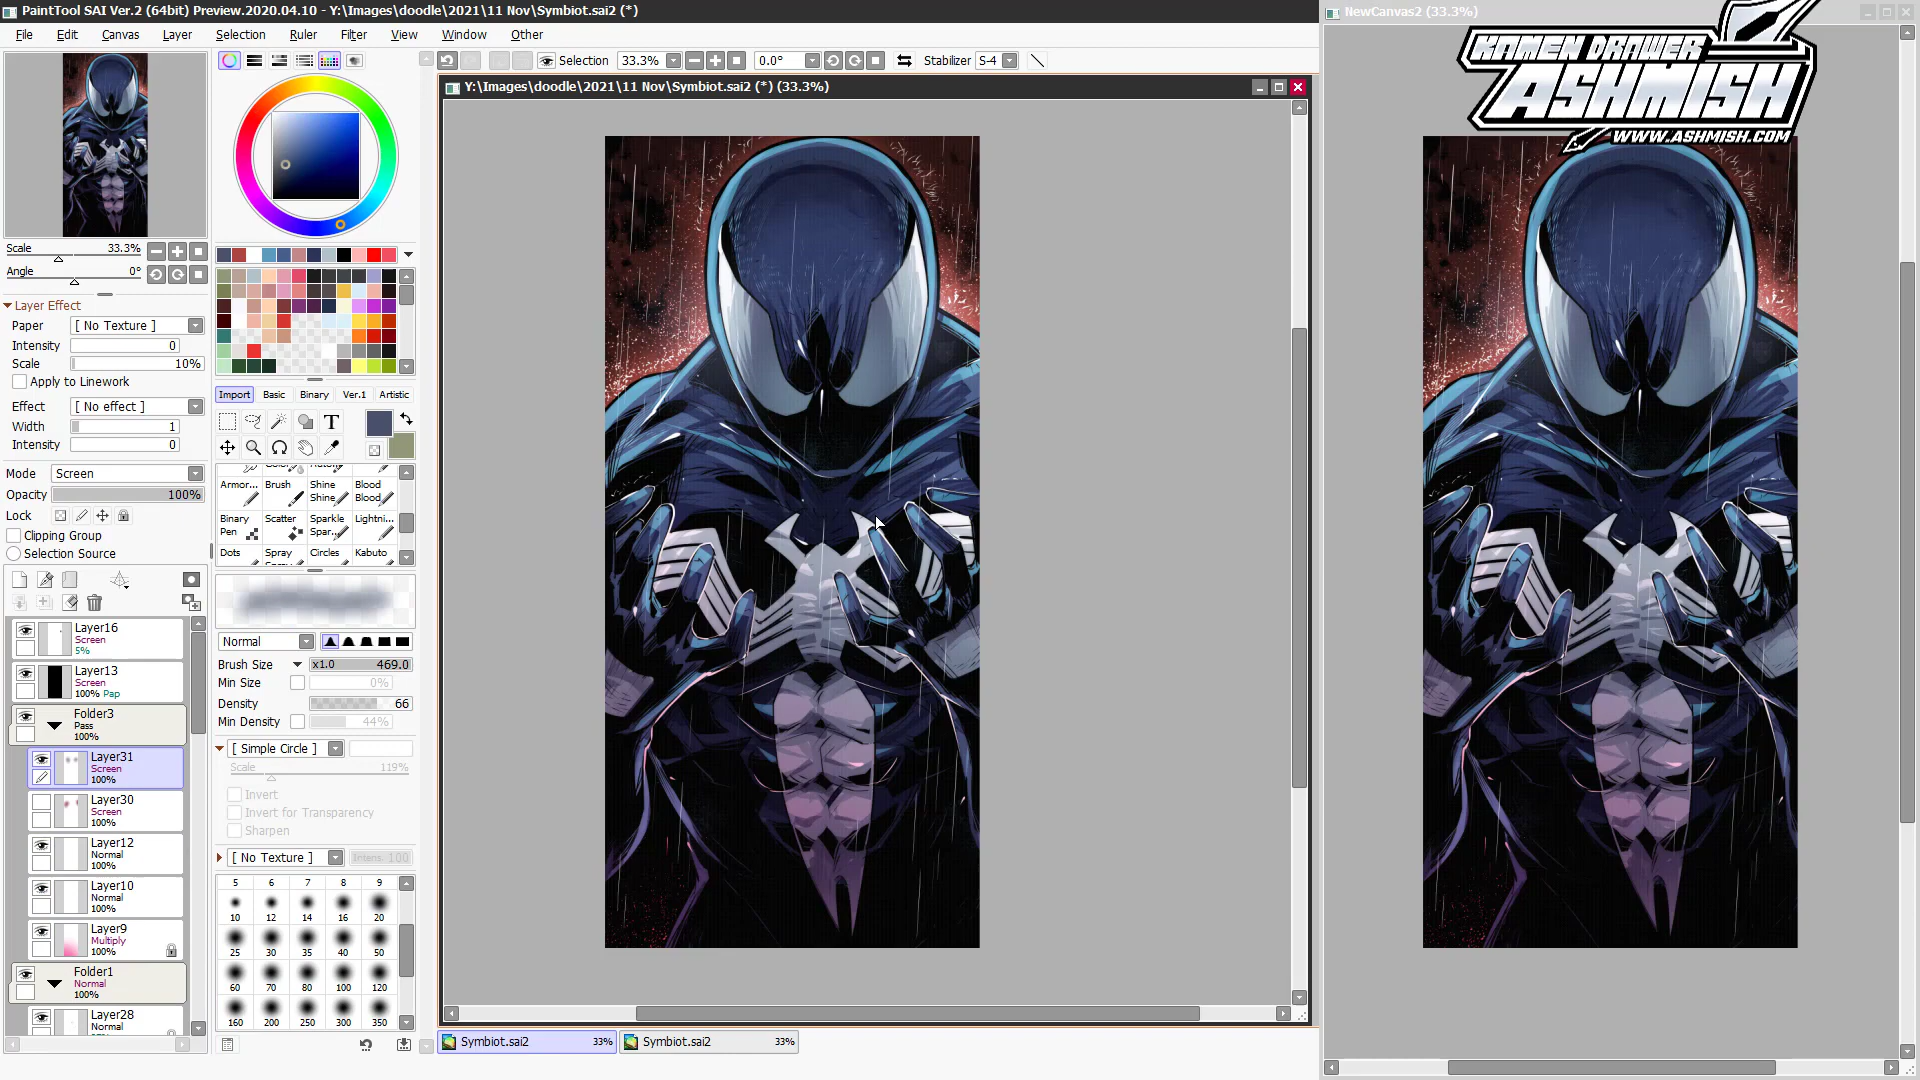 PaintTool SAI Ver.2 (64bit) Preview.2020.04.10 - Y:\Images\doodle\2021\11 Nov\Symbiot.sai2 (*)
NewCanvas2 (33.3%)
File Edit Canvas Layer Selection Ruler Filter View Window Other
KAMEN DRAWER
ASHMISH
WWW.ASHMISH.COM
Selection 33.3% 0.0° Stabilizer S-4
Y:\Images\doodle\2021\11 Nov\Symbiot.sai2 (*) (33.3%)
Scale 33.3%
Angle 0°
Layer Effect
Paper [ No Texture ]
Intensity 0
Scale 10%
Apply to Linework
Effect [ No effect ]
Width 1
Intensity 0
Mode Screen
Opacity 100%
Lock
Clipping Group
Selection Source
Layer16
Screen
5%
Layer13
Screen
100% Pap
Folder3
Pass
100%
Layer31
Screen
100%
Layer30
Screen
100%
Layer12
Normal
100%
Layer10
Normal
100%
Layer9
Multiply
100%
Folder1
Normal
100%
Layer28
Normal
Import Basic Binary Ver.1 Artistic
T
Armor... Brush Shine Blood
Shine Blood
Binary Scatter Sparkle Lightni...
Pen Spar...
Dots Spray Circles Kabuto
Normal
Brush Size x1.0 469.0
Min Size 0%
Density 66
Min Density 44%
[ Simple Circle ]
Scale 119%
Invert
Invert for Transparency
Sharpen
[ No Texture ] Intens. 100
5 6 7 8 9
10 12 14 16 20
25 30 35 40 50
60 70 80 100 120
160 200 250 300 350
Symbiot.sai2 33% Symbiot.sai2 33%